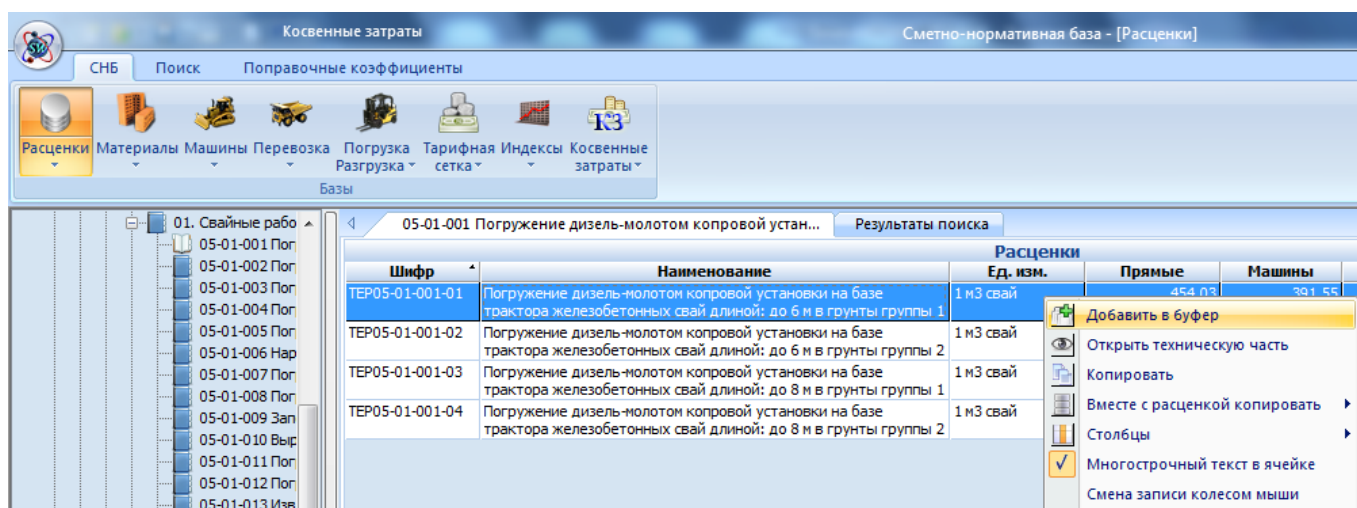 Косвенные затраты
Сметно-нормативная база - [Расценки]
СНБ Поиск Поправочные коэффициенты
Расценки Материалы Машины Перевозка Погрузка Тарифная Индексы Косвенные
Разгрузка сетка затраты
КЗ
Базы
01. Свайные рабо
05-01-001 Пог
05-01-002 Пог
05-01-003 Пог
05-01-004 Пог
05-01-005 Пог
05-01-006 Нар
05-01-007 Пог
05-01-008 Пог
05-01-009 Зап
05-01-010 Выр
05-01-011 Пог
05-01-012 Пог
05-01-013 Изв
05-01-001 Погружение дизель-молотом копровой устан... Результаты поиска
Расценки
Шифр Наименование Ед. изм. Прямые Машины
ТЕР05-01-001-01 Погружение дизель-молотом копровой установки на базе 1 м3 свай 454.03 391.55
трактора железобетонных свай длиной: до 6 м в грунты группы 1
ТЕР05-01-001-02 Погружение дизель-молотом копровой установки на базе 1 м3 свай
трактора железобетонных свай длиной: до 6 м в грунты группы 2
ТЕР05-01-001-03 Погружение дизель-молотом копровой установки на базе 1 м3 свай
трактора железобетонных свай длиной: до 8 м в грунты группы 1
ТЕР05-01-001-04 Погружение дизель-молотом копровой установки на базе 1 м3 свай
трактора железобетонных свай длиной: до 8 м в грунты группы 2
Добавить в буфер
Открыть техническую часть
Копировать
Вместе с расценкой копировать
Столбцы
Многострочный текст в ячейке
Смена записи колесом мыши